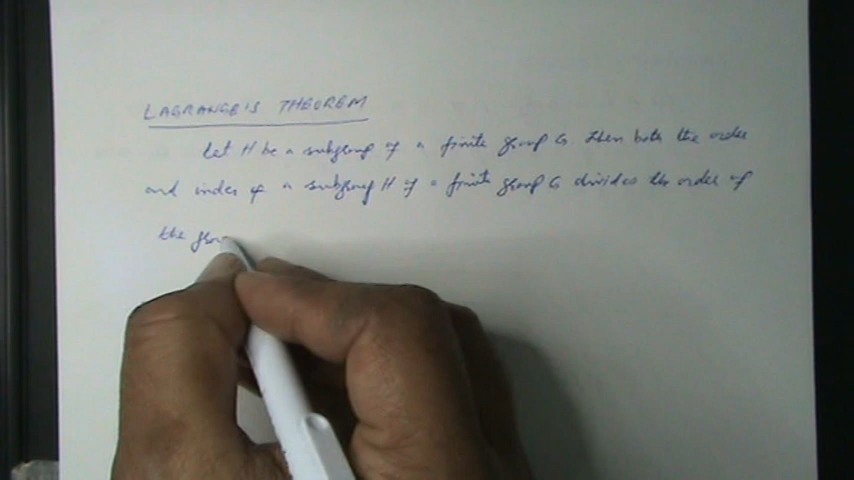 LAGRANGE'S THEOREM
Let H be a subgroup of a finite group G. Then both the order
and index of a subgroup H of a finite group G divides the order of
the grou